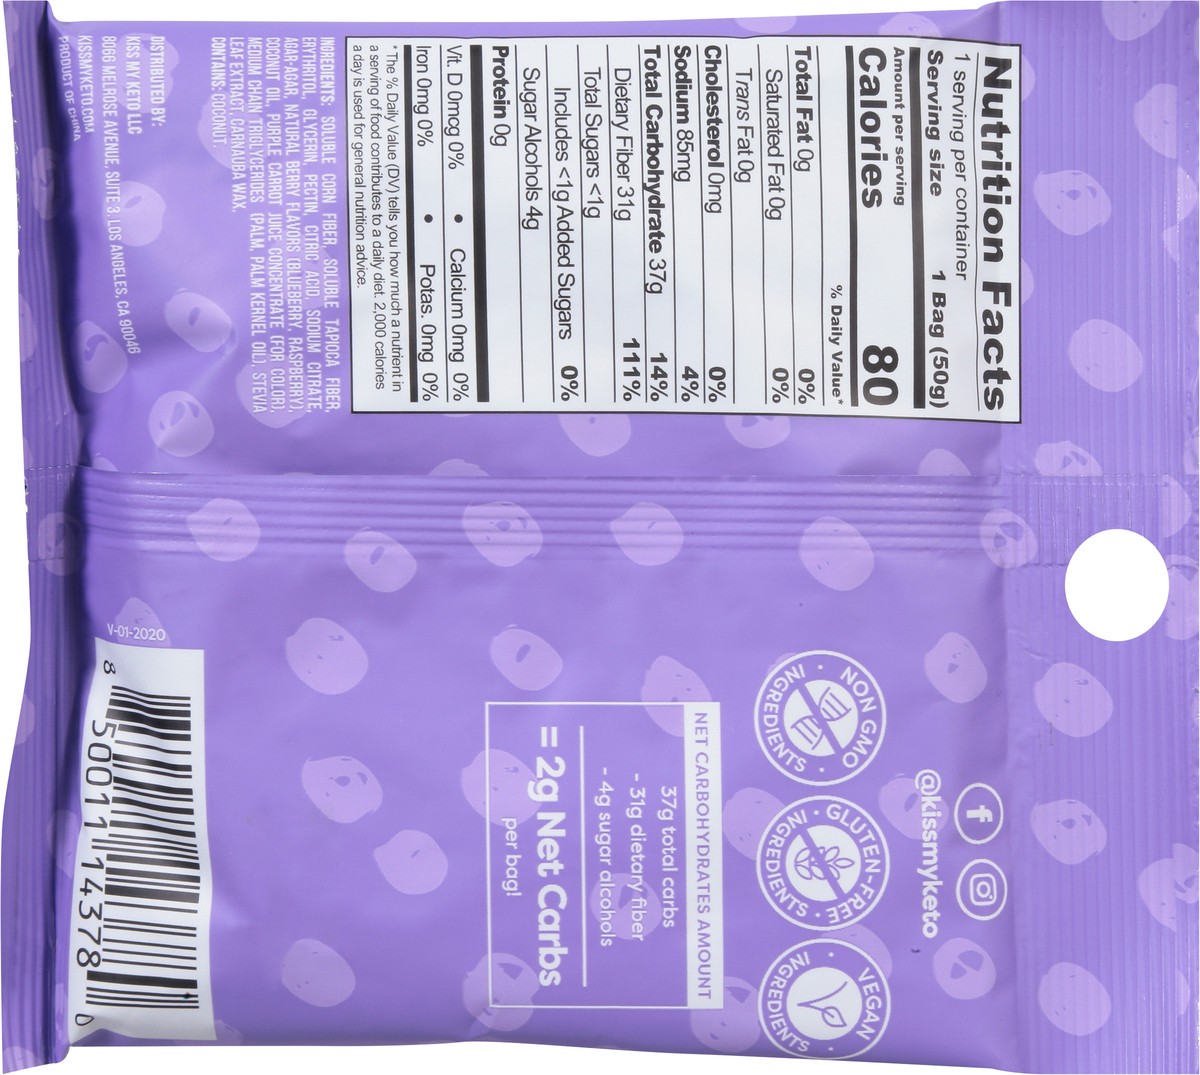 Nutrition Facts
1 serving per container
Serving size 1 Bag (50g)
Amount per serving
Calories 80
% Daily Value*
Total Fat 0g 0%
Saturated Fat 0g 0%
Trans Fat 0g
Cholesterol 0mg 0%
Sodium 85mg 4%
Total Carbohydrate 37g 14%
Dietary Fiber 31g 111%
Total Sugars <1g
Includes <1g Added Sugars 0%
Sugar Alcohols 4g
Protein 0g
Vit. D 0mcg 0% • Calcium 0mg 0%
Iron 0mg 0% • Potas. 0mg 0%
*The % Daily Value (DV) tells you how much a nutrient in
a serving of food contributes to a daily diet. 2,000 calories
a day is used for general nutrition advice.
INGREDIENTS: SOLUBLE CORN FIBER, SOLUBLE TAPIOCA FIBER,
ERYTHRITOL, GLYCERIN, PECTIN, CITRIC ACID, SODIUM CITRATE,
AGAR-AGAR, NATURAL BERRY FLAVORS (BLUEBERRY, RASPBERRY),
COCONUT OIL, PURPLE CARROT JUICE CONCENTRATE (FOR COLOR),
MEDIUM CHAIN TRIGLYCERIDES (PALM, PALM KERNEL OIL), STEVIA
LEAF EXTRACT, CARNAUBA WAX.
CONTAINS: COCONUT.
DISTRIBUTED BY:
KISS MY KETO LLC
8066 MELROSE AVENUE SUITE 3, LOS ANGELES, CA 90046
KISSMYKETO.COM
PRODUCT OF CHINA
@kissmyketo
NON GMO
INGREDIENTS
GLUTEN-FREE
INGREDIENTS
VEGAN
INGREDIENTS
NET CARBOHYDRATES AMOUNT
37g total carbs
- 31g dietary fiber
- 4g sugar alcohols
= 2g Net Carbs
per bag!
V-01-2020
8 50011 14378 0